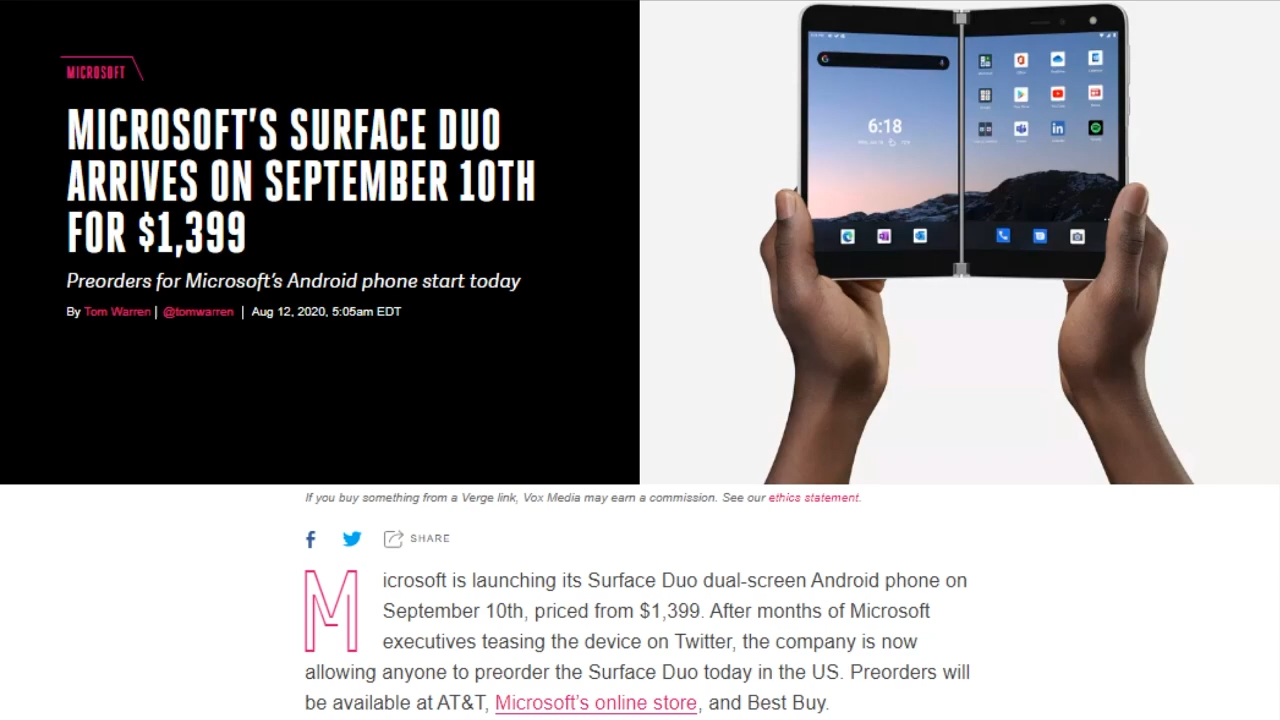 MICROSOFT
MICROSOFT'S SURFACE DUO
ARRIVES ON SEPTEMBER 10TH
FOR $1,399
Preorders for Microsoft's Android phone start today
By Tom Warren | @tomwarren | Aug 12, 2020, 5:05am EDT
6:18
If you buy something from a Verge link, Vox Media may earn a commission. See our ethics statement.
SHARE
Microsoft is launching its Surface Duo dual-screen Android phone on
September 10th, priced from $1,399. After months of Microsoft
executives teasing the device on Twitter, the company is now
allowing anyone to preorder the Surface Duo today in the US. Preorders will
be available at AT&T, Microsoft's online store, and Best Buy.